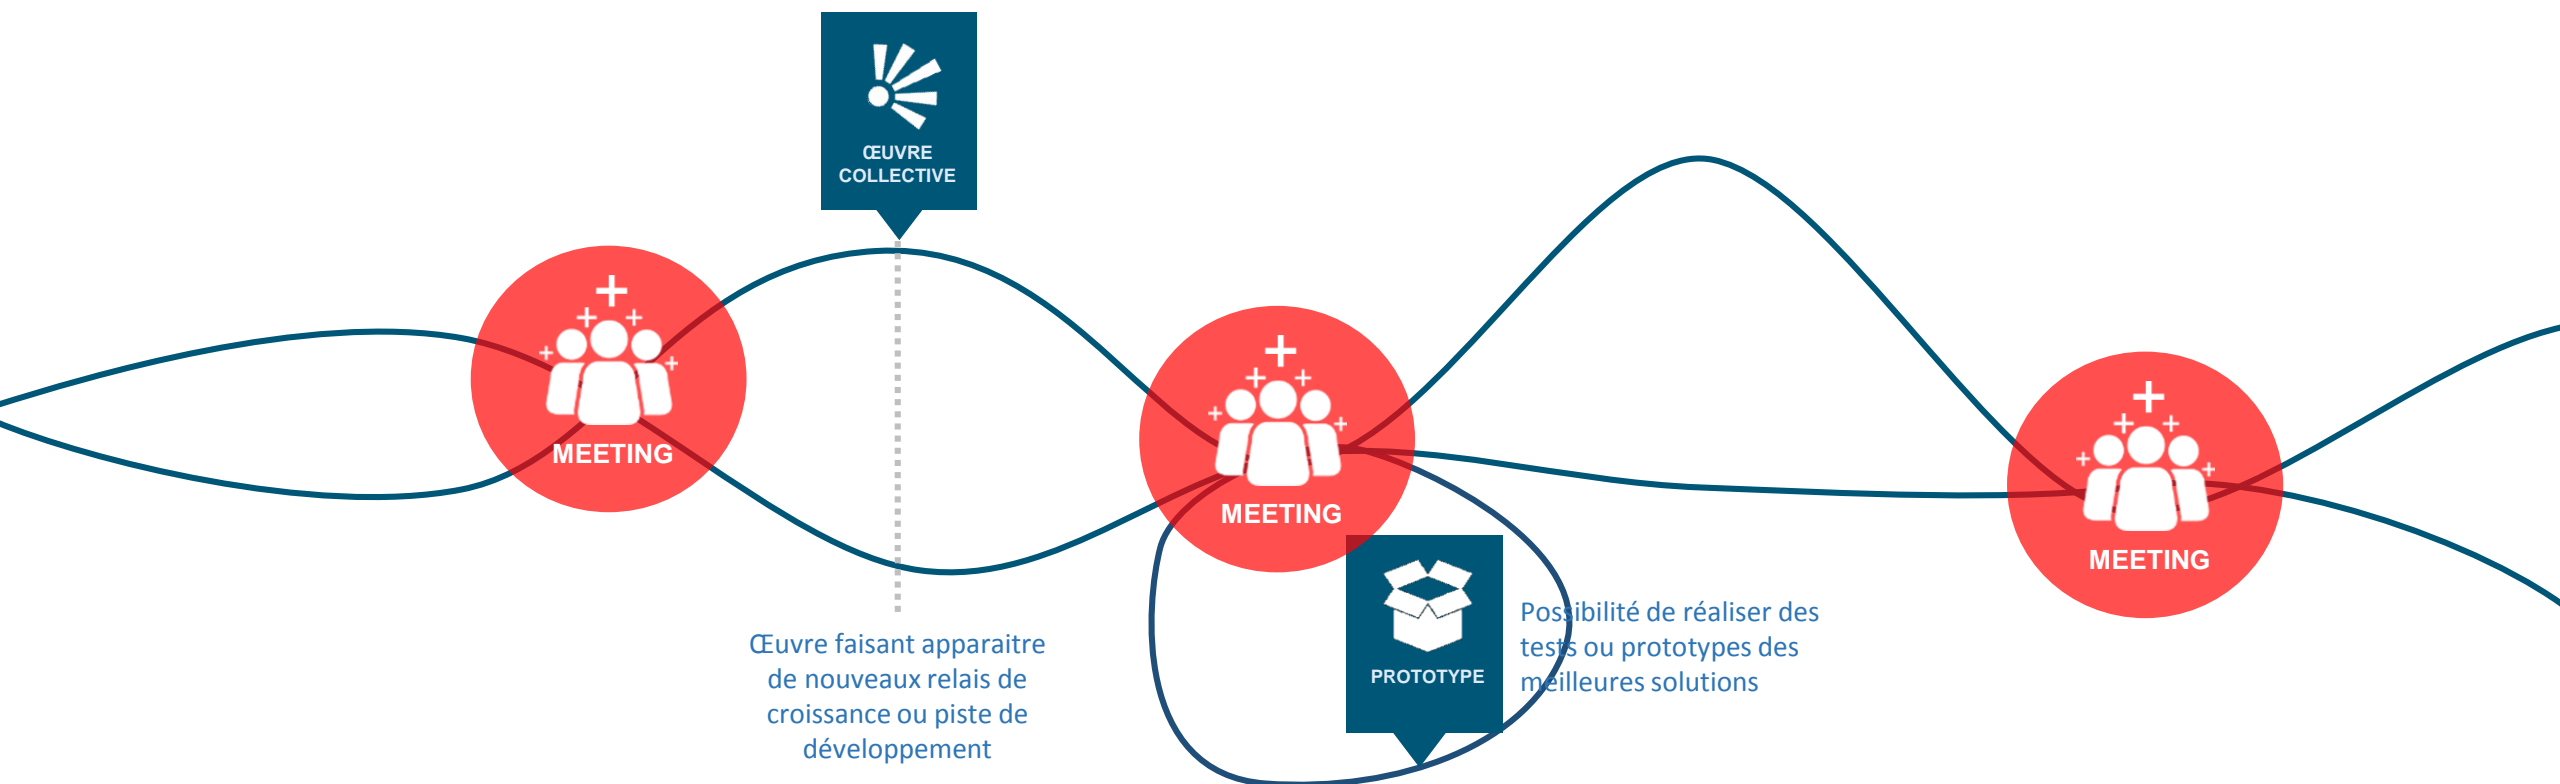 ŒUVRE
COLLECTIVE
MEETING
MEETING
MEETING
Œuvre faisant apparaitre
de nouveaux relais de
croissance ou piste de
développement
PROTOTYPE
Possibilité de réaliser des
tests ou prototypes des
meilleures solutions